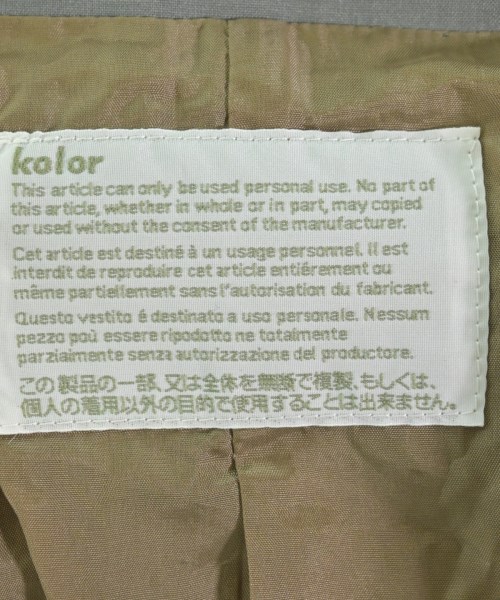 kolor
This article can only be used personal use. No part of
this article, whether in whole or in part, may copied
or used without the consent of the manufacturer.
Cet article est destiné à un usage personnel. Il est
interdit de reproduire cet article entiérement ou
même partiellement sans l'autorisation du fabricant.
Questo vestito é destinato a uso personale. Nessum
pezzo può essere ripodotto ne totalmente
parzialmente senza autorizzazione del produttore.
この製品の一部、又は全体を無断で複製、もしくは、
個人の着用以外の目的で使用することは出来ません。